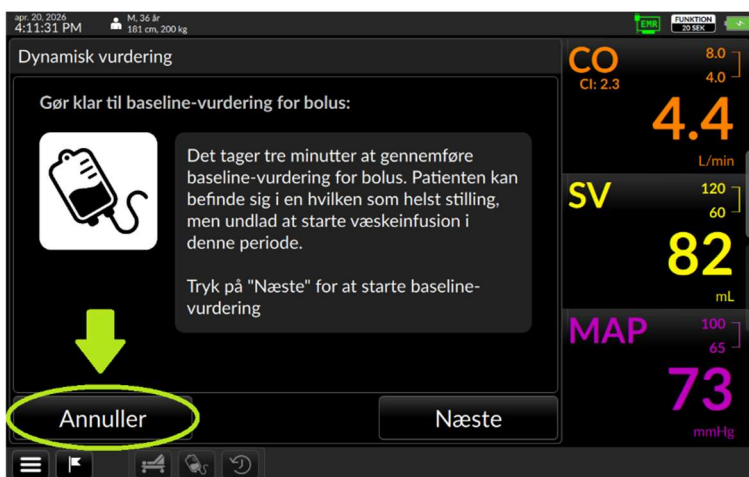 apr. 20, 2026
4:11:31 PM
M, 36 år
181 cm, 200 kg
EMR
FUNKTION
20 SEK
Dynamisk vurdering
Gør klar til baseline-vurdering for bolus:
Det tager tre minutter at gennemføre
baseline-vurdering for bolus. Patienten kan
befinde sig i en hvilken som helst stilling,
men undlad at starte væskeinfusion i
denne periode.
Tryk på "Næste" for at starte baseline-
vurdering
Annuller
Næste
CO
CI: 2.3
8.0
4.0
4.4
L/min
SV
120
60
82
mL
MAP
100
65
73
mmHg